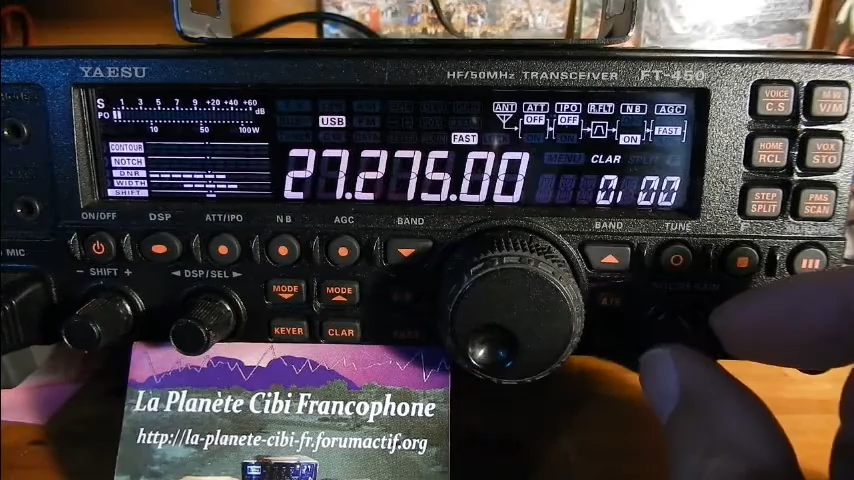 YAESU
HF/50MHz TRANSCEIVER FT-450
S 1 3 5 7 9 +20 +40 +60 dB
PO 10 50 100W
USB
FAST
ANT ATT IPO R.FLT NB AGC
OFF OFF
ON ON ON FAST
CONTOUR
NOTCH
DNR
WIDTH
SHIFT
27.275.00
MENU CLAR SPLIT
0.00
VOICE C.S
M/W V/M
HOME RCL
VOX STO
STEP SPLIT
PMS SCAN
ON/OFF DSP ATT/IPO NB AGC BAND
BAND TUNE
MIC
− SHIFT +
◄DSP/SEL►
MODE MODE
KEYER CLAR
La Planète Cibi Francophone
http://la-planete-cibi-fr.forumactif.org